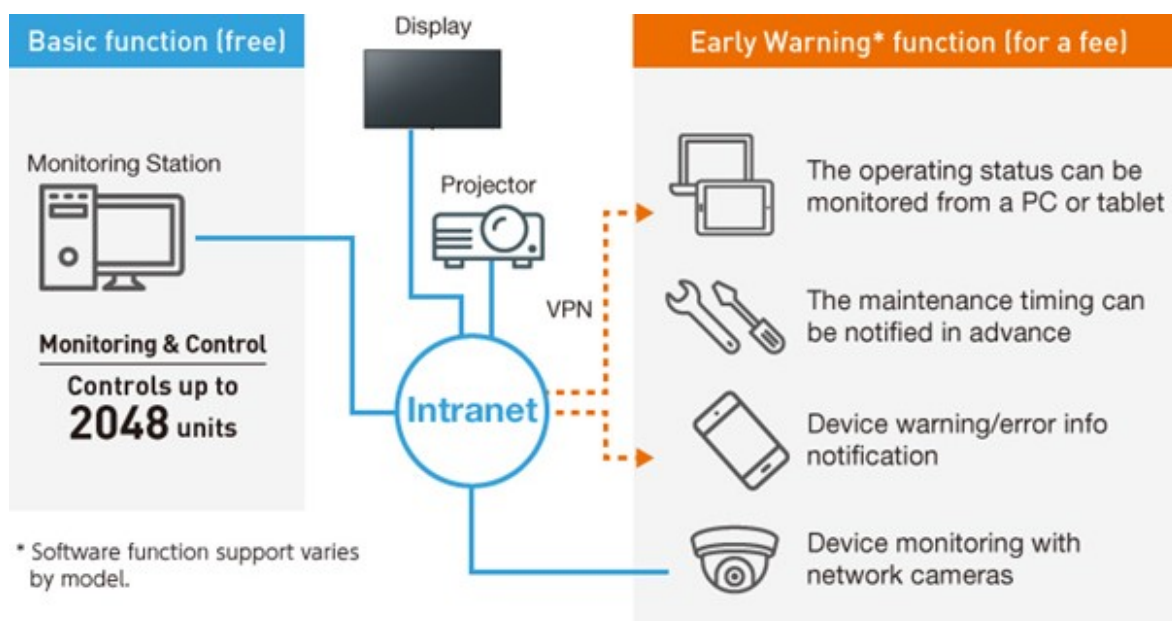 Basic function (free)
Monitoring Station
Monitoring & Control
Controls up to
2048 units
* Software function support varies
by model.
Display
Projector
VPN
Intranet
Early Warning* function (for a fee)
The operating status can be
monitored from a PC or tablet
The maintenance timing can
be notified in advance
Device warning/error info
notification
Device monitoring with
network cameras